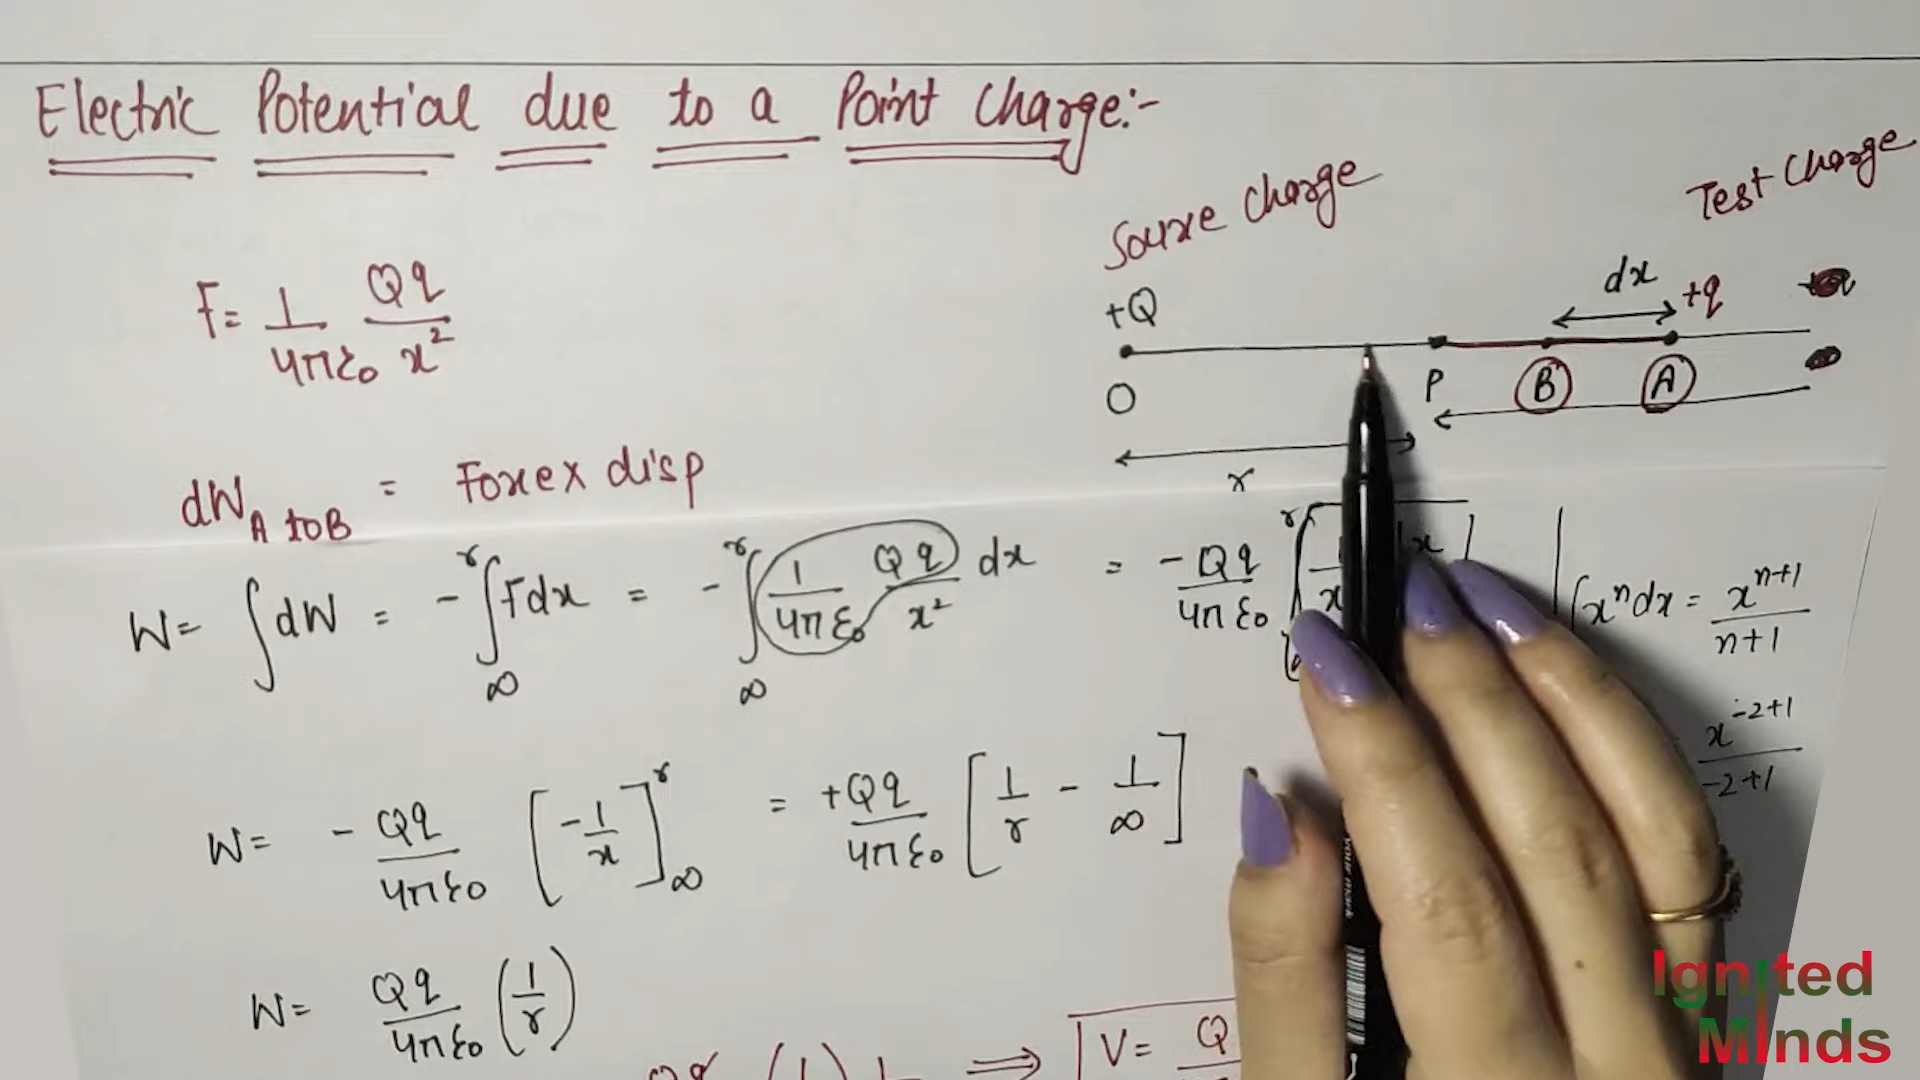 Electric Potential due to a Point Charge:-
Source Charge
Test Charge
F = 1/4πε₀ Qq/x²
+Q
dx
+q
O
P
B
A
r
dW A to B = Force x disp
W = ∫dW = - ∫_∞^r Fdx = - ∫_∞^r 1/4πε₀ Qq/x² dx = -Qq/4πε₀
∫xⁿdx = xⁿ⁺¹/n+1
x⁻²⁺¹/-2+1
W = - Qq/4πε₀ [-1/x]_∞^r = +Qq/4πε₀ [1/r - 1/∞]
W = Qq/4πε₀ (1/r)
⇒ V = Q
Ignited
Minds